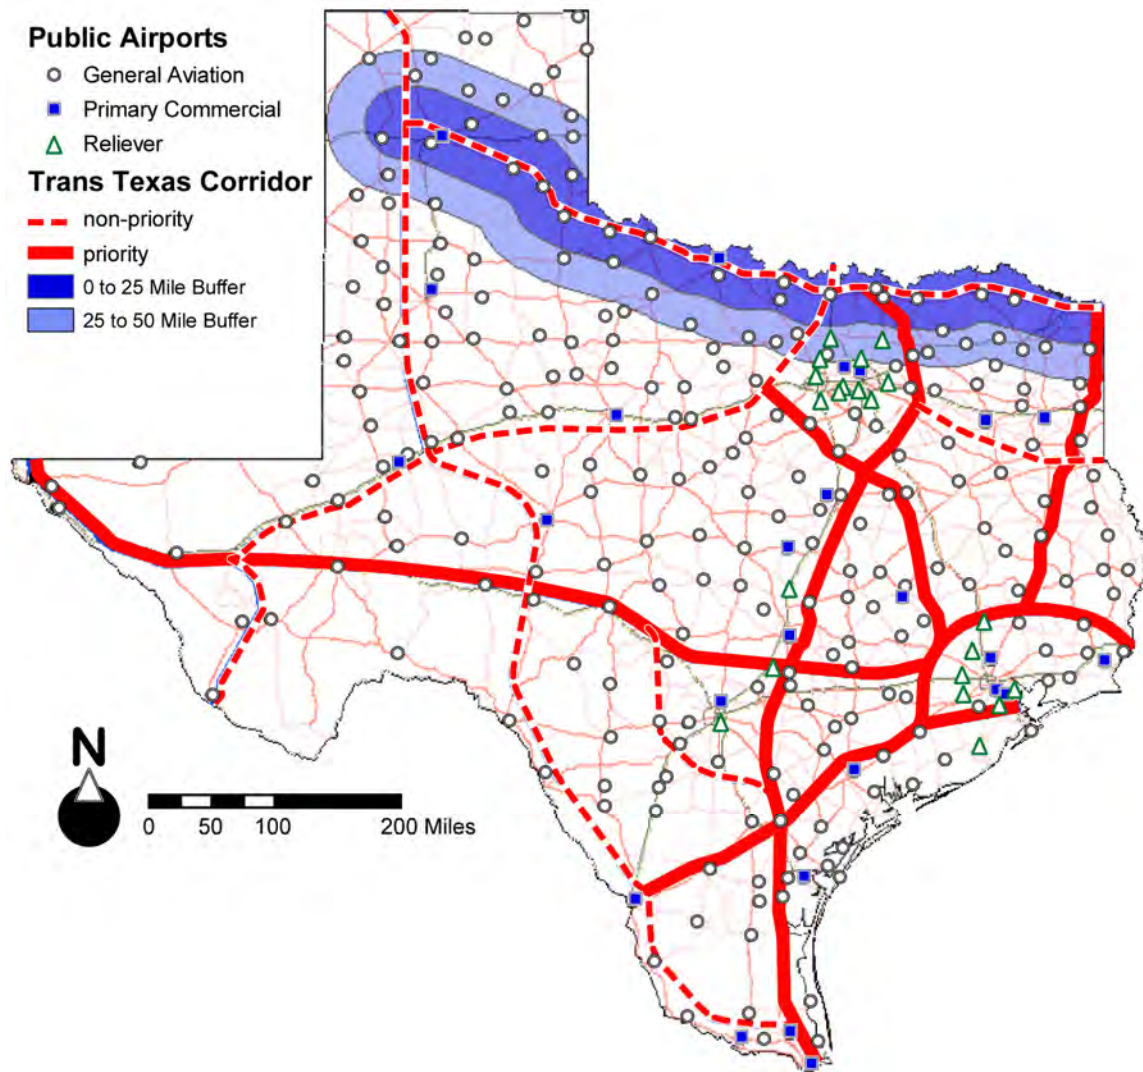 Public Airports
General Aviation
Primary Commercial
Reliever
Trans Texas Corridor
non-priority
priority
0 to 25 Mile Buffer
25 to 50 Mile Buffer
N
0 50 100 200 Miles